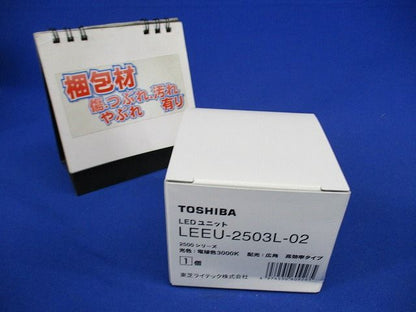 梱包材
傷、つぶれ、汚れ
やぶれ 有り
TOSHIBA
LEDユニット
LEEU-2503L-02
2500シリーズ
光色:電球色3000K 配光:広角 高効率タイプ
1個
東芝ライテック株式会社